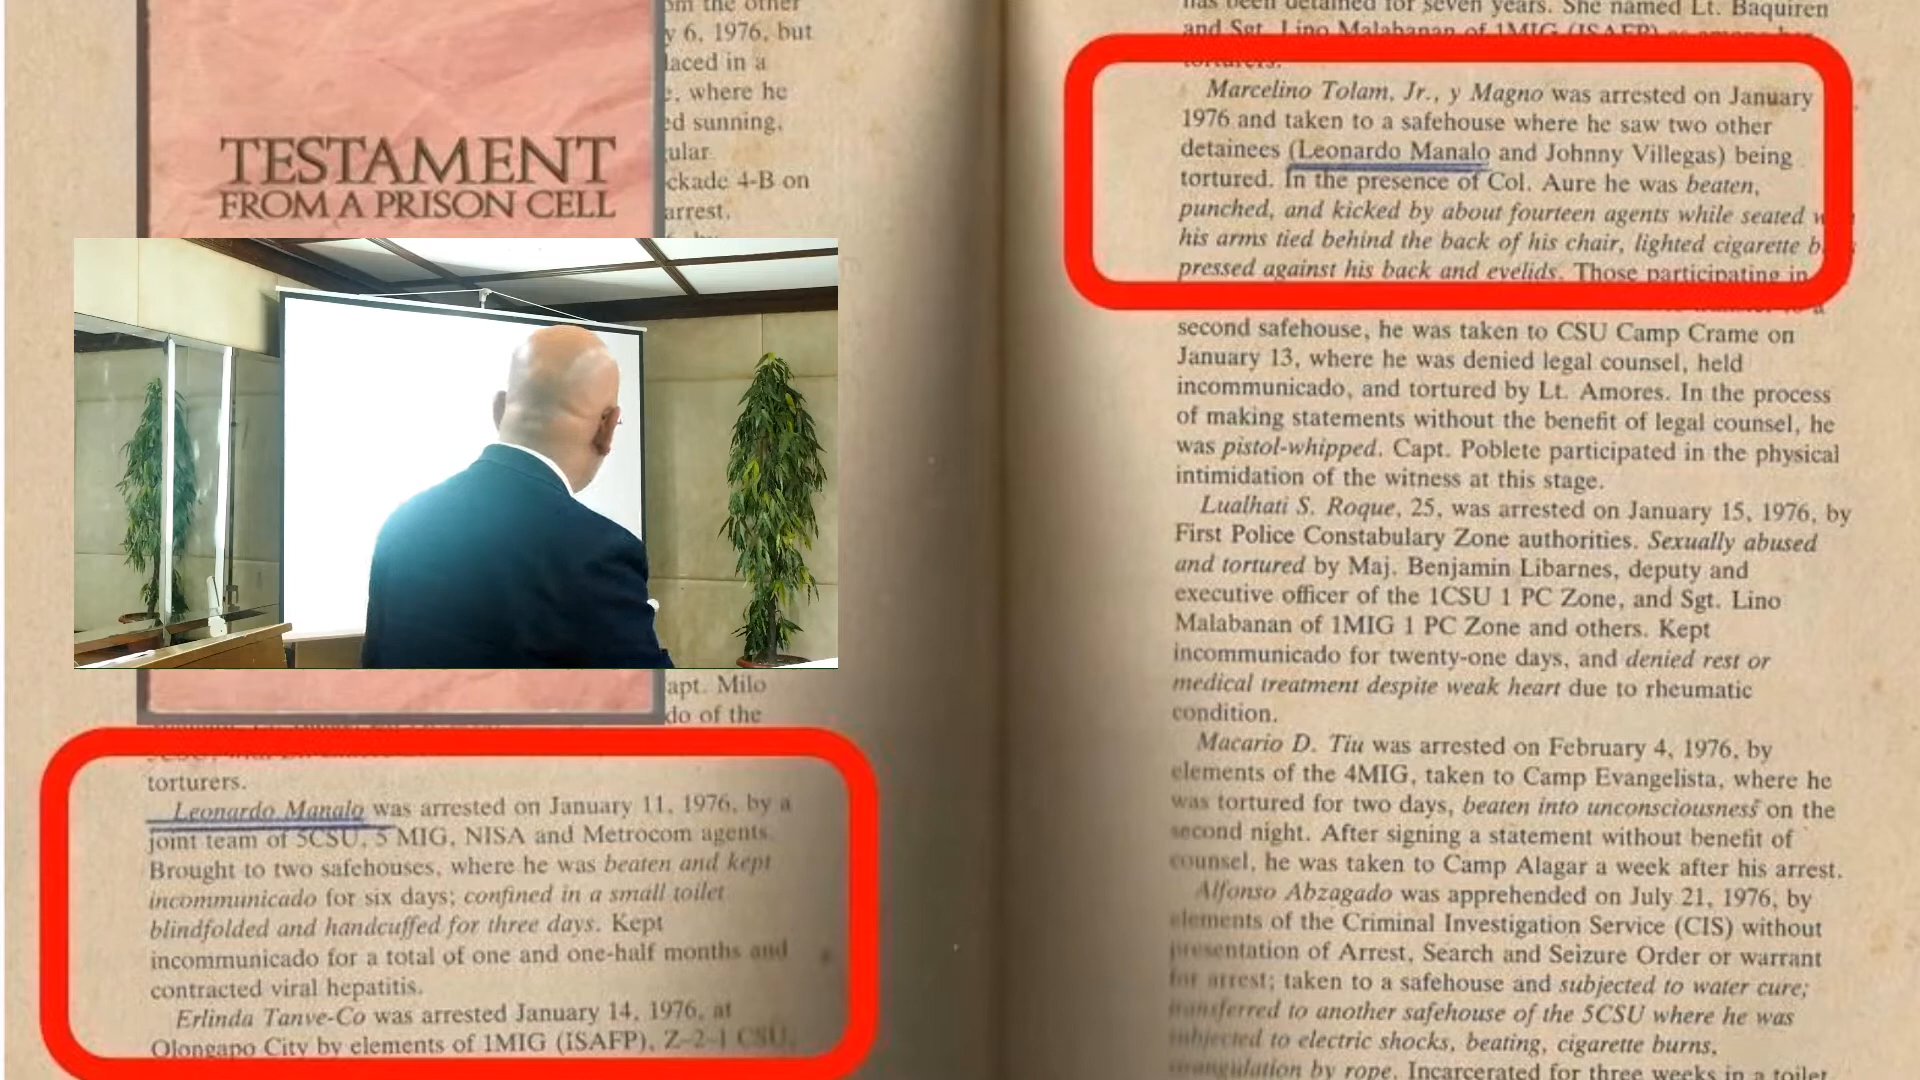 om the other
y 6, 1976, but
laced in a
e, where he
ed sunning,
ular
ckade 4-B on
arrest.
TESTAMENT
FROM A PRISON CELL
apt. Milo
do of the
torturers.
Leonardo Manalo was arrested on January 11, 1976, by a
joint team of 5CSU, 5 MIG, NISA and Metrocom agents.
Brought to two safehouses, where he was beaten and kept
incommunicado for six days; confined in a small toilet
blindfolded and handcuffed for three days. Kept
incommunicado for a total of one and one-half months and
contracted viral hepatitis.
Erlinda Tanve-Co was arrested January 14, 1976, at
Olongapo City by elements of 1MIG (ISAFP), Z-2-1 CSU,
has been detained for seven years. She named Lt. Baquiren
and Sgt. Lino Malabanan of 1MIG (ISAFP)
torturers.
Marcelino Tolam, Jr., y Magno was arrested on January
1976 and taken to a safehouse where he saw two other
detainees (Leonardo Manalo and Johnny Villegas) being
tortured. In the presence of Col. Aure he was beaten,
punched, and kicked by about fourteen agents while seated
his arms tied behind the back of his chair, lighted cigarette
pressed against his back and eyelids. Those participating in
second safehouse, he was taken to CSU Camp Crame on
January 13, where he was denied legal counsel, held
incommunicado, and tortured by Lt. Amores. In the process
of making statements without the benefit of legal counsel, he
was pistol-whipped. Capt. Poblete participated in the physical
intimidation of the witness at this stage.
Lualhati S. Roque, 25, was arrested on January 15, 1976, by
First Police Constabulary Zone authorities. Sexually abused
and tortured by Maj. Benjamin Libarnes, deputy and
executive officer of the 1CSU 1 PC Zone, and Sgt. Lino
Malabanan of 1MIG 1 PC Zone and others. Kept
incommunicado for twenty-one days, and denied rest or
medical treatment despite weak heart due to rheumatic
condition.
Macario D. Tiu was arrested on February 4, 1976, by
elements of the 4MIG, taken to Camp Evangelista, where he
was tortured for two days, beaten into unconsciousness on the
second night. After signing a statement without benefit of
counsel, he was taken to Camp Alagar a week after his arrest.
Alfonso Abzagado was apprehended on July 21, 1976, by
elements of the Criminal Investigation Service (CIS) without
presentation of Arrest, Search and Seizure Order or warrant
for arrest; taken to a safehouse and subjected to water cure;
transferred to another safehouse of the 5CSU where he was
subjected to electric shocks, beating, cigarette burns,
strangulation by rope. Incarcerated for three weeks in a toilet